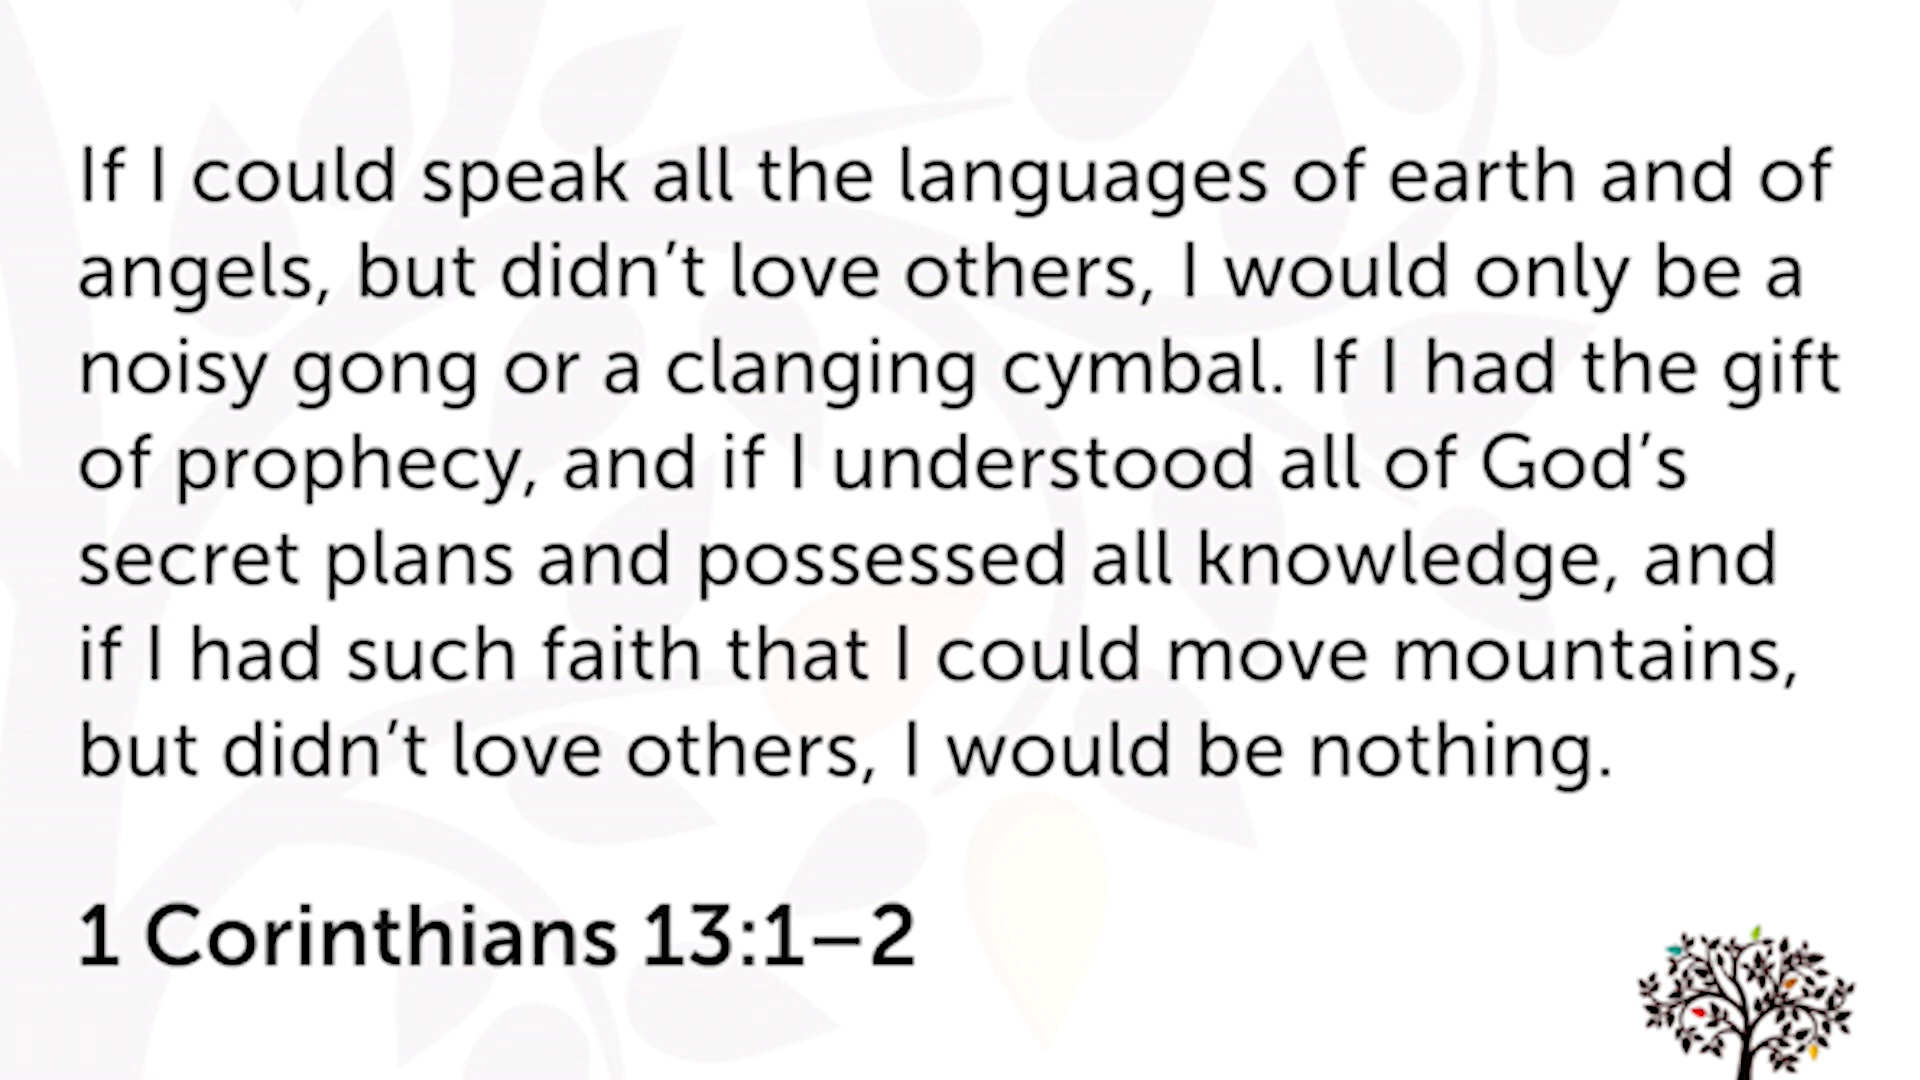 If I could speak all the languages of earth and of
angels, but didn’t love others, I would only be a
noisy gong or a clanging cymbal. If I had the gift
of prophecy, and if I understood all of God’s
secret plans and possessed all knowledge, and
if I had such faith that I could move mountains,
but didn’t love others, I would be nothing.
1 Corinthians 13:1–2